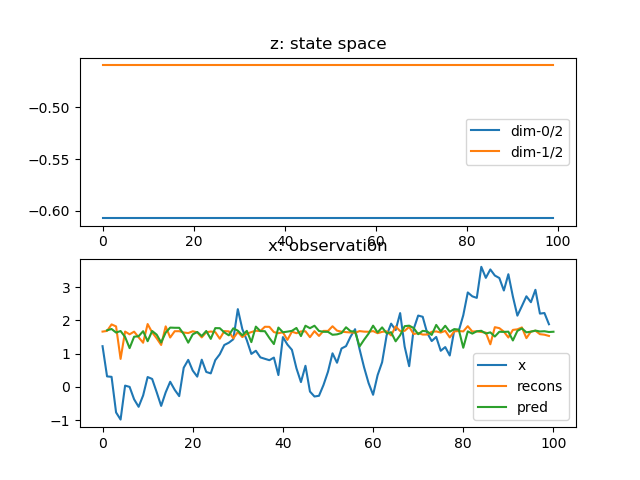 z: state space
−0.50
−0.55
−0.60
dim-0/2
dim-1/2
0 20 40 60 80 100
x: observation
3
2
1
0
−1
x
recons
pred
0 20 40 60 80 100